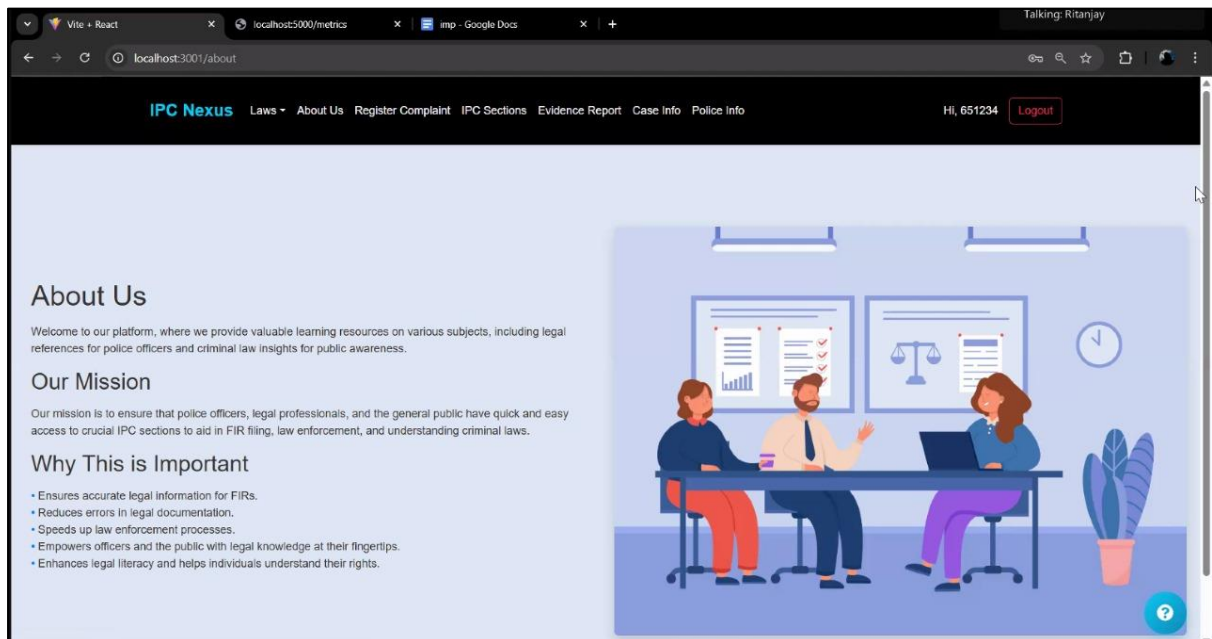 Talking: Ritanjay
Vite + React
localhost:5000/metrics
imp - Google Docs
localhost:3001/about
IPC Nexus Laws About Us Register Complaint IPC Sections Evidence Report Case Info Police Info Hi, 651234 Logout
About Us
Welcome to our platform, where we provide valuable learning resources on various subjects, including legal
references for police officers and criminal law insights for public awareness.
Our Mission
Our mission is to ensure that police officers, legal professionals, and the general public have quick and easy
access to crucial IPC sections to aid in FIR filing, law enforcement, and understanding criminal laws.
Why This is Important
• Ensures accurate legal information for FIRs.
• Reduces errors in legal documentation.
• Speeds up law enforcement processes.
• Empowers officers and the public with legal knowledge at their fingertips.
• Enhances legal literacy and helps individuals understand their rights.
?